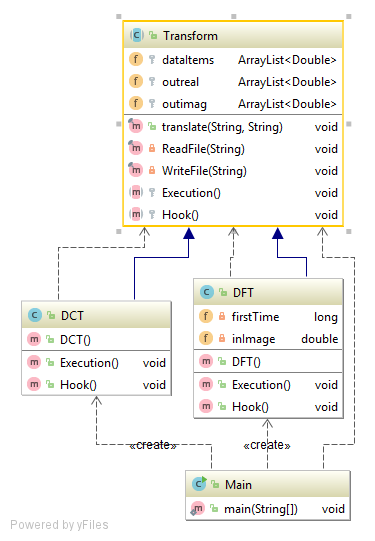 Transform
dataItems ArrayList<Double>
outreal ArrayList<Double>
outimag ArrayList<Double>
translate(String, String) void
ReadFile(String) void
WriteFile(String) void
Execution() void
Hook() void
DCT
DCT()
Execution() void
Hook() void
DFT
firstTime long
inImage double
DFT()
Execution() void
Hook() void
«create» «create»
Main
main(String[]) void
Powered by yFiles